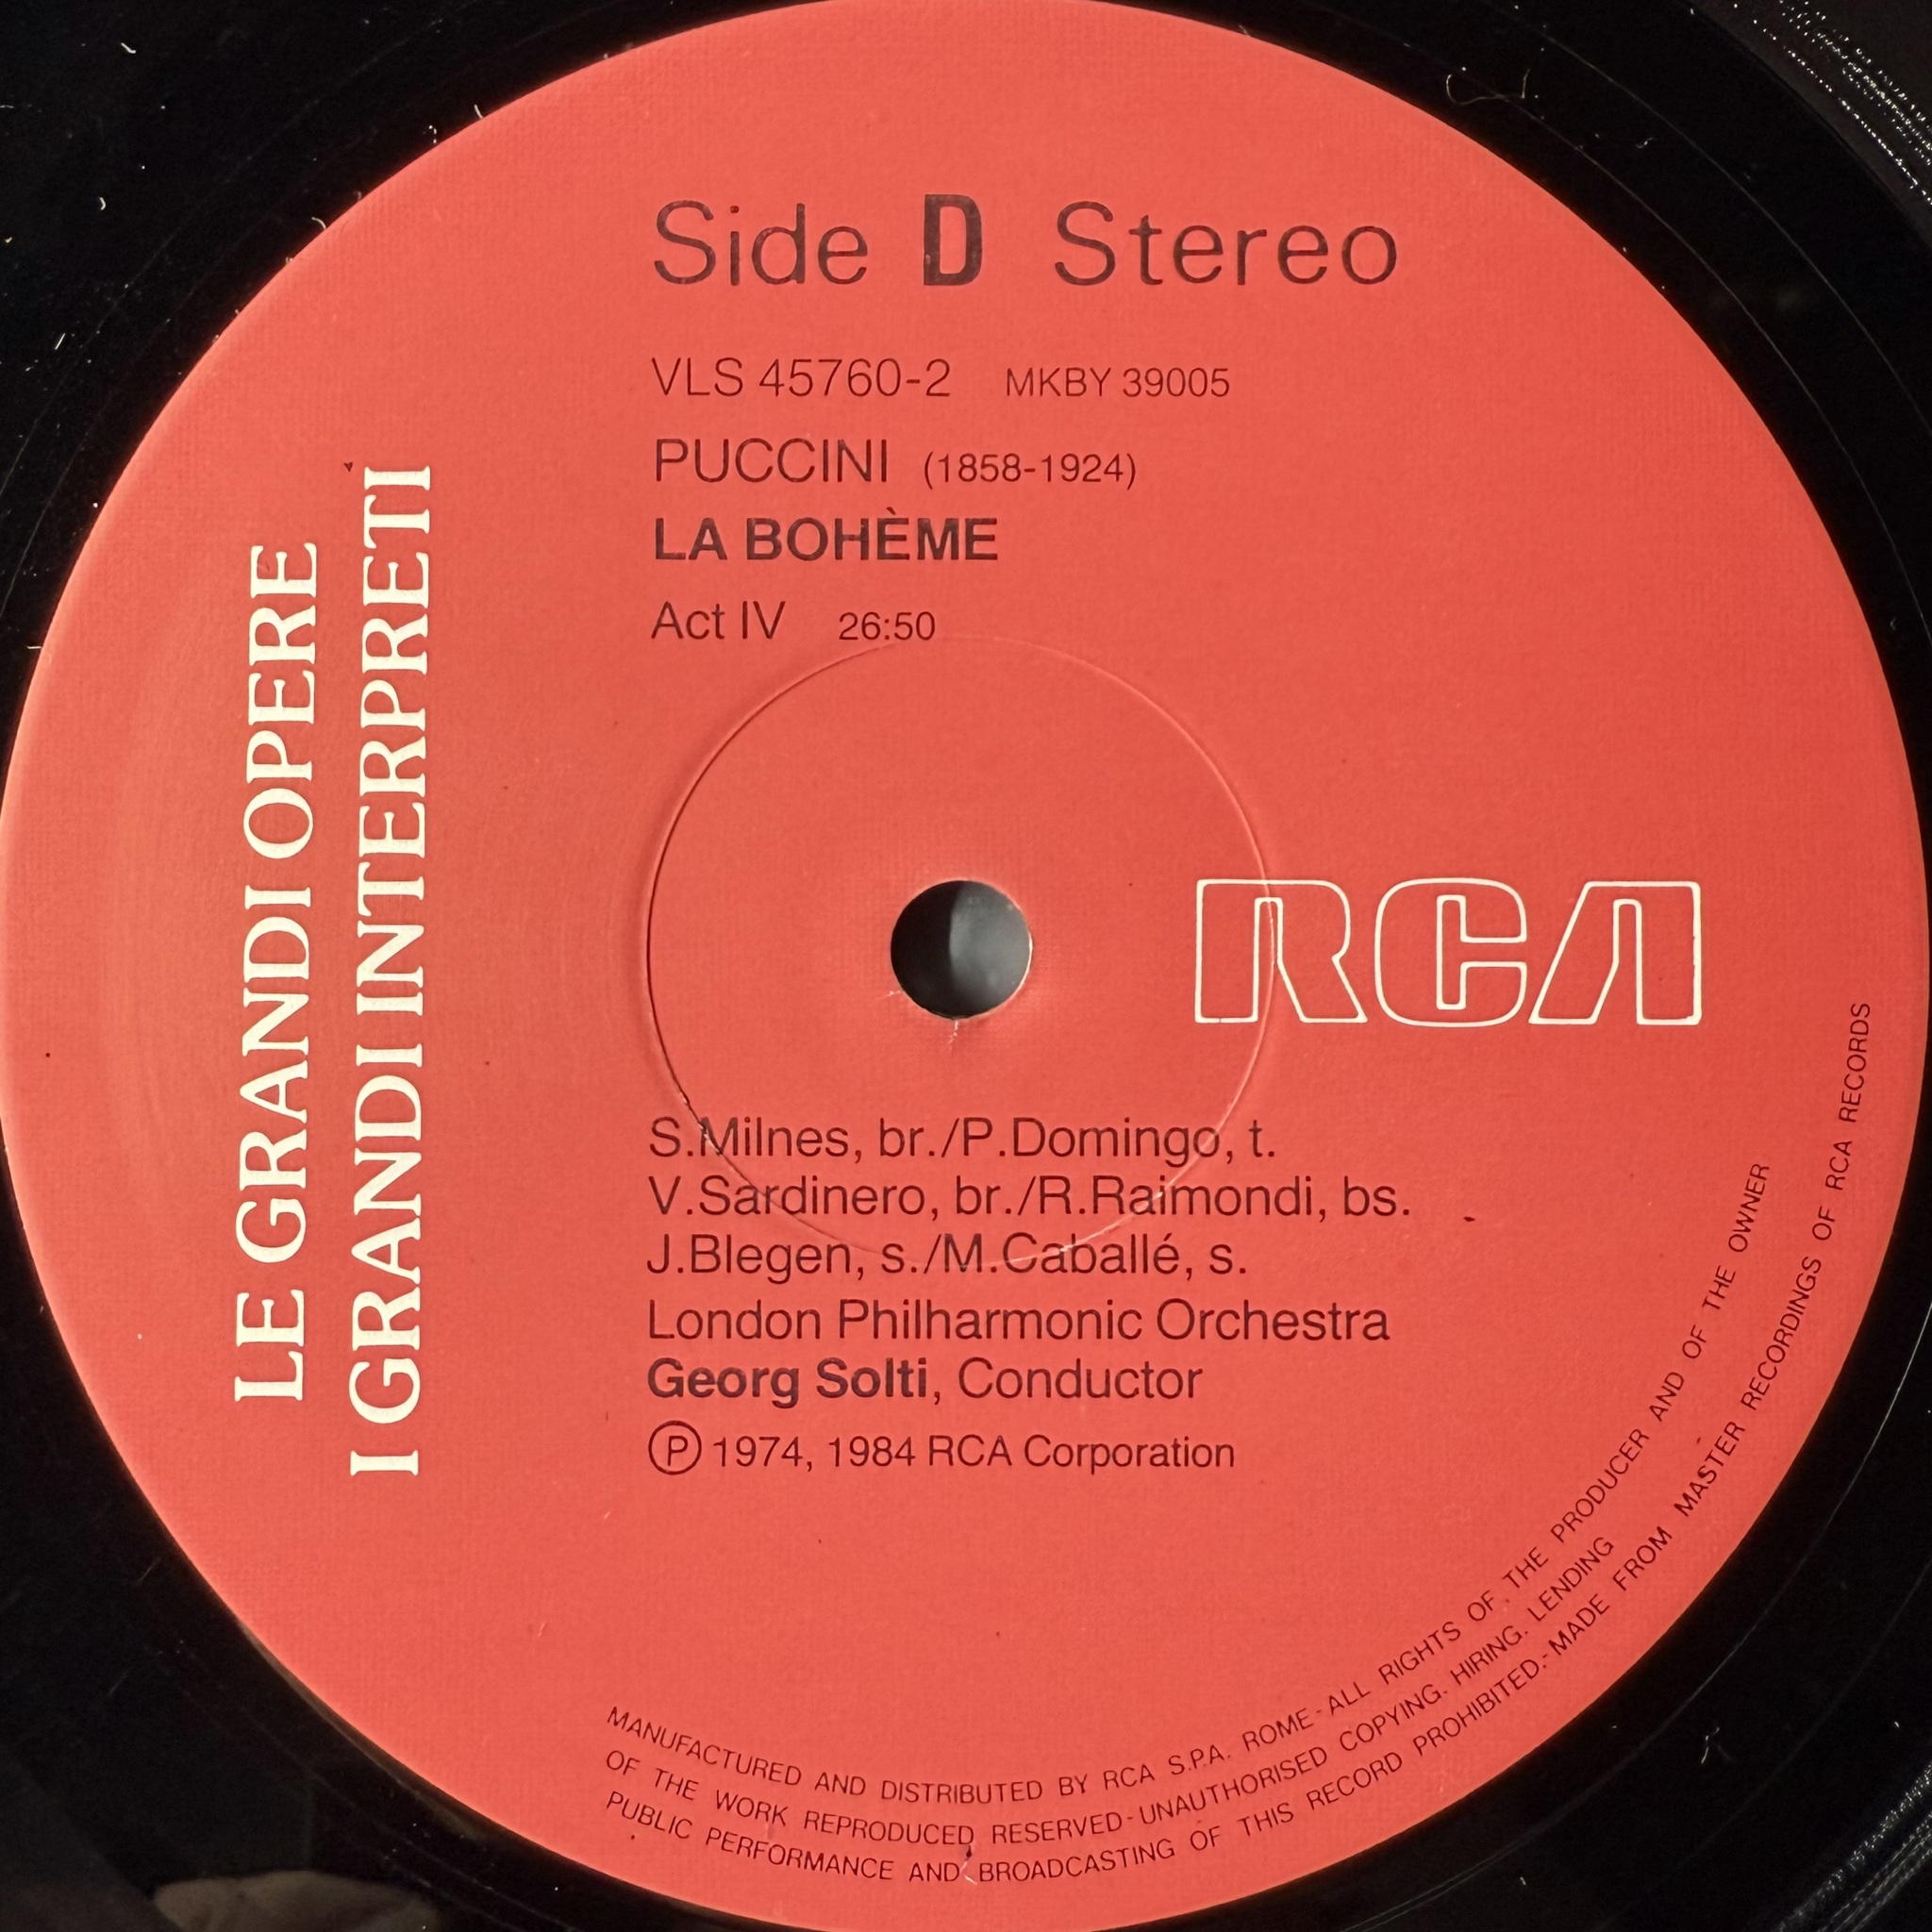 Side D Stereo
VLS 45760-2 MKBY 39005
PUCCINI (1858-1924)
LA BOHÈME
Act IV 26:50
LE GRANDI OPERE
I GRANDI INTERPRETI
RCA
S.Milnes, br./P.Domingo, t.
V.Sardinero, br./R.Raimondi, bs.
J.Blegen, s./M.Caballé, s.
London Philharmonic Orchestra
Georg Solti, Conductor
Ⓟ 1974, 1984 RCA Corporation
MANUFACTURED AND DISTRIBUTED BY RCA S.P.A. ROME - ALL RIGHTS OF THE PRODUCER AND OF THE OWNER
OF THE WORK REPRODUCED RESERVED - UNAUTHORISED COPYING. HIRING. LENDING
PUBLIC PERFORMANCE AND BROADCASTING OF THIS RECORD PROHIBITED.- MADE FROM MASTER RECORDINGS OF RCA RECORDS